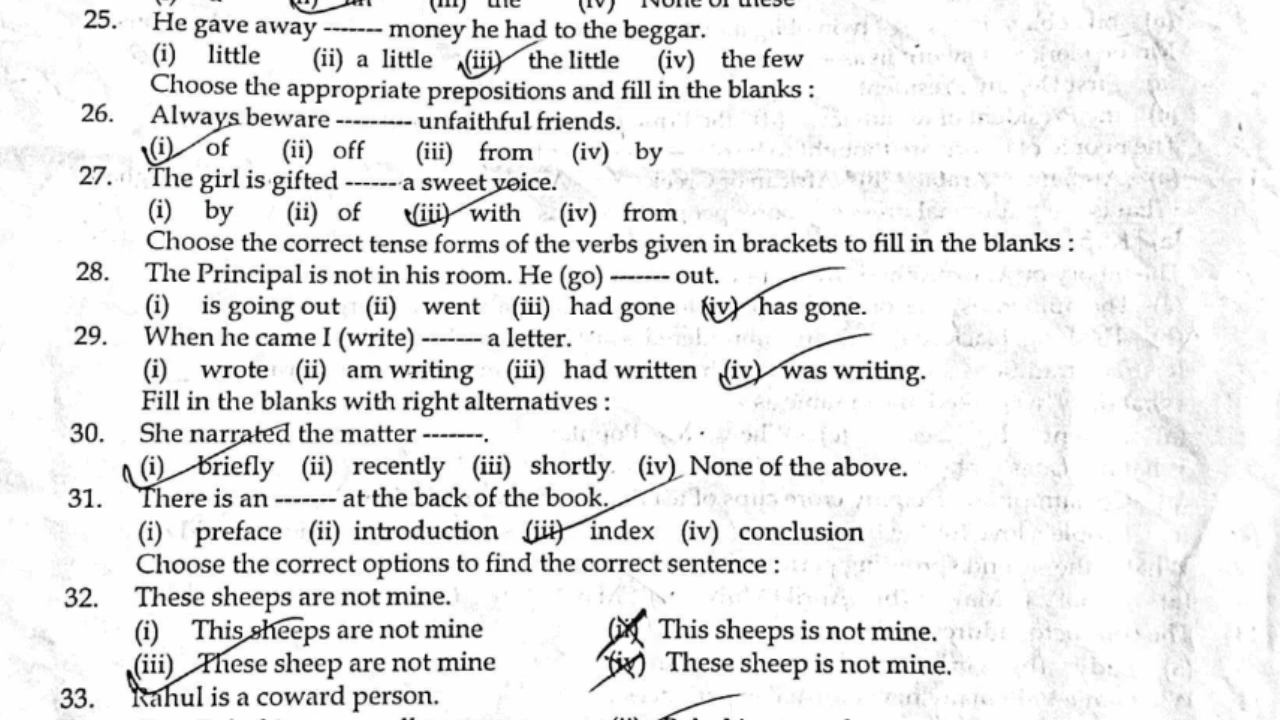 (iii) the (iv) None of these
25. He gave away ------- money he had to the beggar.
(i) little (ii) a little (iii) the little (iv) the few
Choose the appropriate prepositions and fill in the blanks :
26. Always beware --------- unfaithful friends.
(i) of (ii) off (iii) from (iv) by
27. The girl is gifted ------- a sweet voice.
(i) by (ii) of (iii) with (iv) from
Choose the correct tense forms of the verbs given in brackets to fill in the blanks :
28. The Principal is not in his room. He (go) ------- out.
(i) is going out (ii) went (iii) had gone (iv) has gone.
29. When he came I (write) ------- a letter.
(i) wrote (ii) am writing (iii) had written (iv) was writing.
Fill in the blanks with right alternatives :
30. She narrated the matter -------.
(i) briefly (ii) recently (iii) shortly. (iv) None of the above.
31. There is an ------- at the back of the book.
(i) preface (ii) introduction (iii) index (iv) conclusion
Choose the correct options to find the correct sentence :
32. These sheeps are not mine.
(i) This sheeps are not mine (ii) This sheeps is not mine.
(iii) These sheep are not mine (iv) These sheep is not mine.
33. Rahul is a coward person.